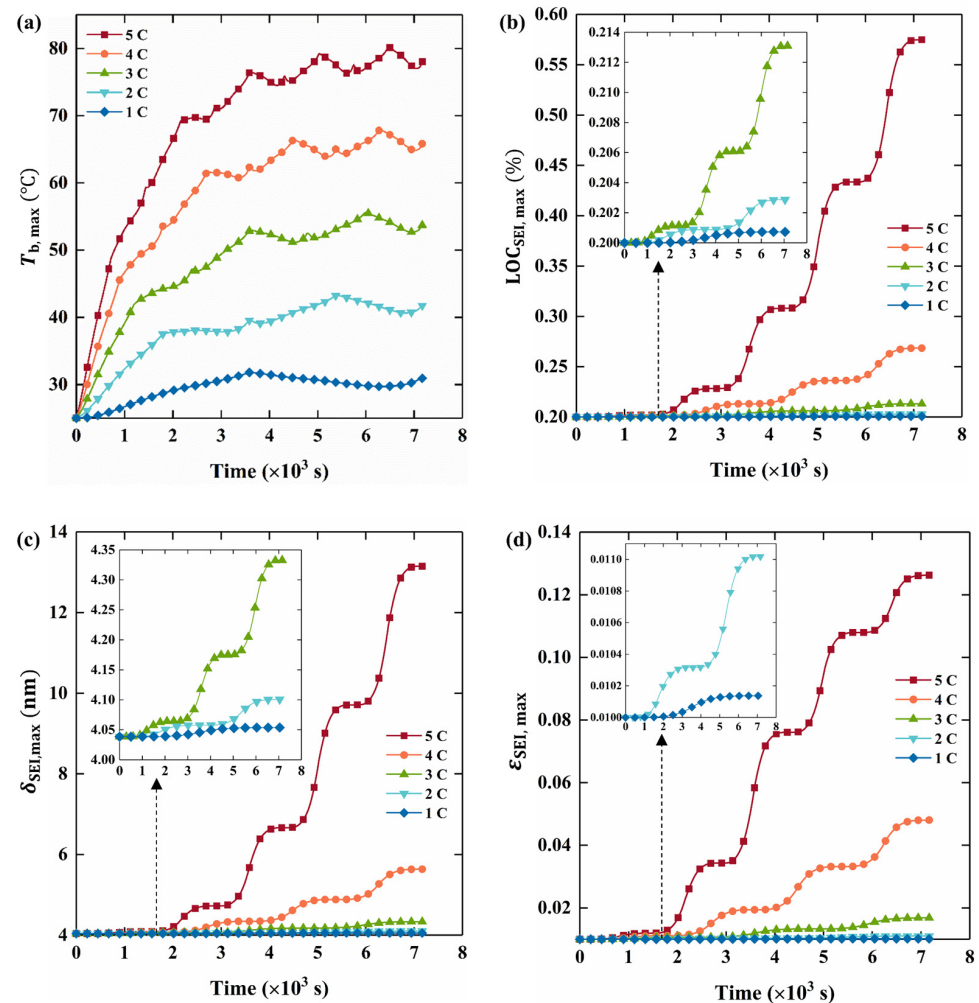 (a)
80
70
60
50
40
30
T_b, max (°C)
5 C
4 C
3 C
2 C
1 C
0 1 2 3 4 5 6 7 8
Time (×10³ s)
(b)
0.60
0.55
0.50
0.45
0.40
0.35
0.30
0.25
0.20
LOC_SEI, max (%)
0.214
0.212
0.210
0.208
0.206
0.204
0.202
0.200
0 1 2 3 4 5 6 7
5 C
4 C
3 C
2 C
1 C
0 1 2 3 4 5 6 7 8
Time (×10³ s)
(c)
14
12
10
8
6
4
δ_SEI,max (nm)
4.35
4.30
4.25
4.20
4.15
4.10
4.05
4.00
0 1 2 3 4 5 6 7 8
5 C
4 C
3 C
2 C
1 C
0 1 2 3 4 5 6 7 8
Time (×10³ s)
(d)
0.14
0.12
0.10
0.08
0.06
0.04
0.02
ε_SEI, max
0.0110
0.0108
0.0106
0.0104
0.0102
0.0100
0 1 2 3 4 5 6 7 8
5 C
4 C
3 C
2 C
1 C
0 1 2 3 4 5 6 7 8
Time (×10³ s)